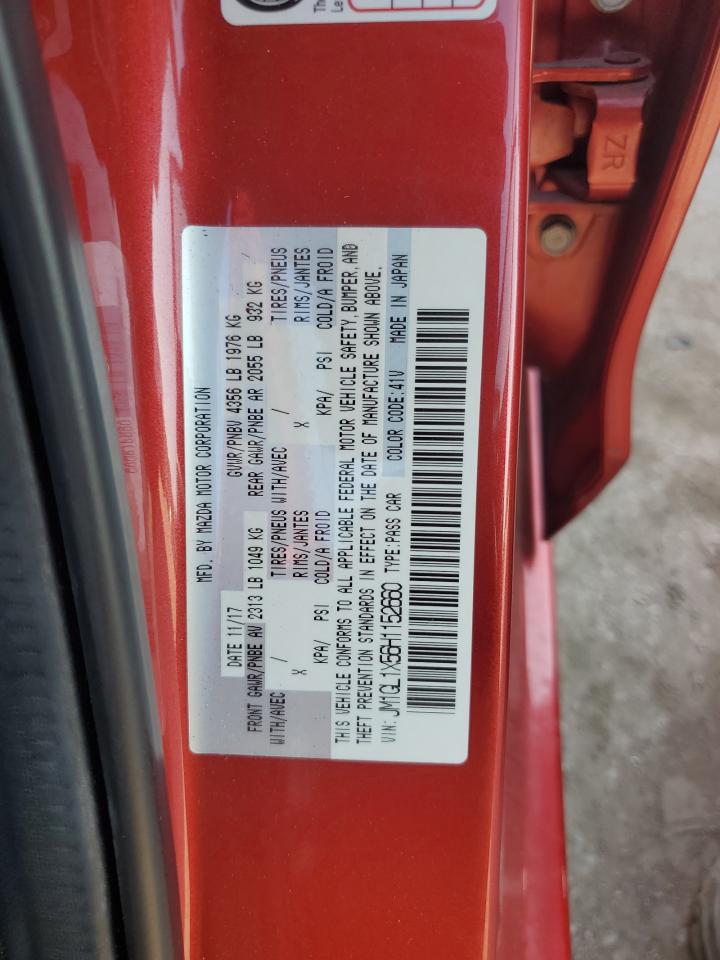 MFD. BY MAZDA MOTOR CORPORATION
DATE 11/17 GVWR/PNBV 4356 LB 1976 KG
FRONT GAWR/PNBE AV 2313 LB 1049 KG REAR GAWR/PNBE AR 2055 LB 932 KG
WITH/AVEC / TIRES/PNEUS WITH/AVEC / TIRES/PNEUS
X RIMS/JANTES X RIMS/JANTES
KPA/ PSI COLD/A FROID KPA/ PSI COLD/A FROID
THIS VEHICLE CONFORMS TO ALL APPLICABLE FEDERAL MOTOR VEHICLE SAFETY, BUMPER, AND
THEFT PREVENTION STANDARDS IN EFFECT ON THE DATE OF MANUFACTURE SHOWN ABOVE.
VIN: JM1GL1X56H1152660 TYPE:PASS CAR COLOR CODE:41V MADE IN JAPAN
ZR